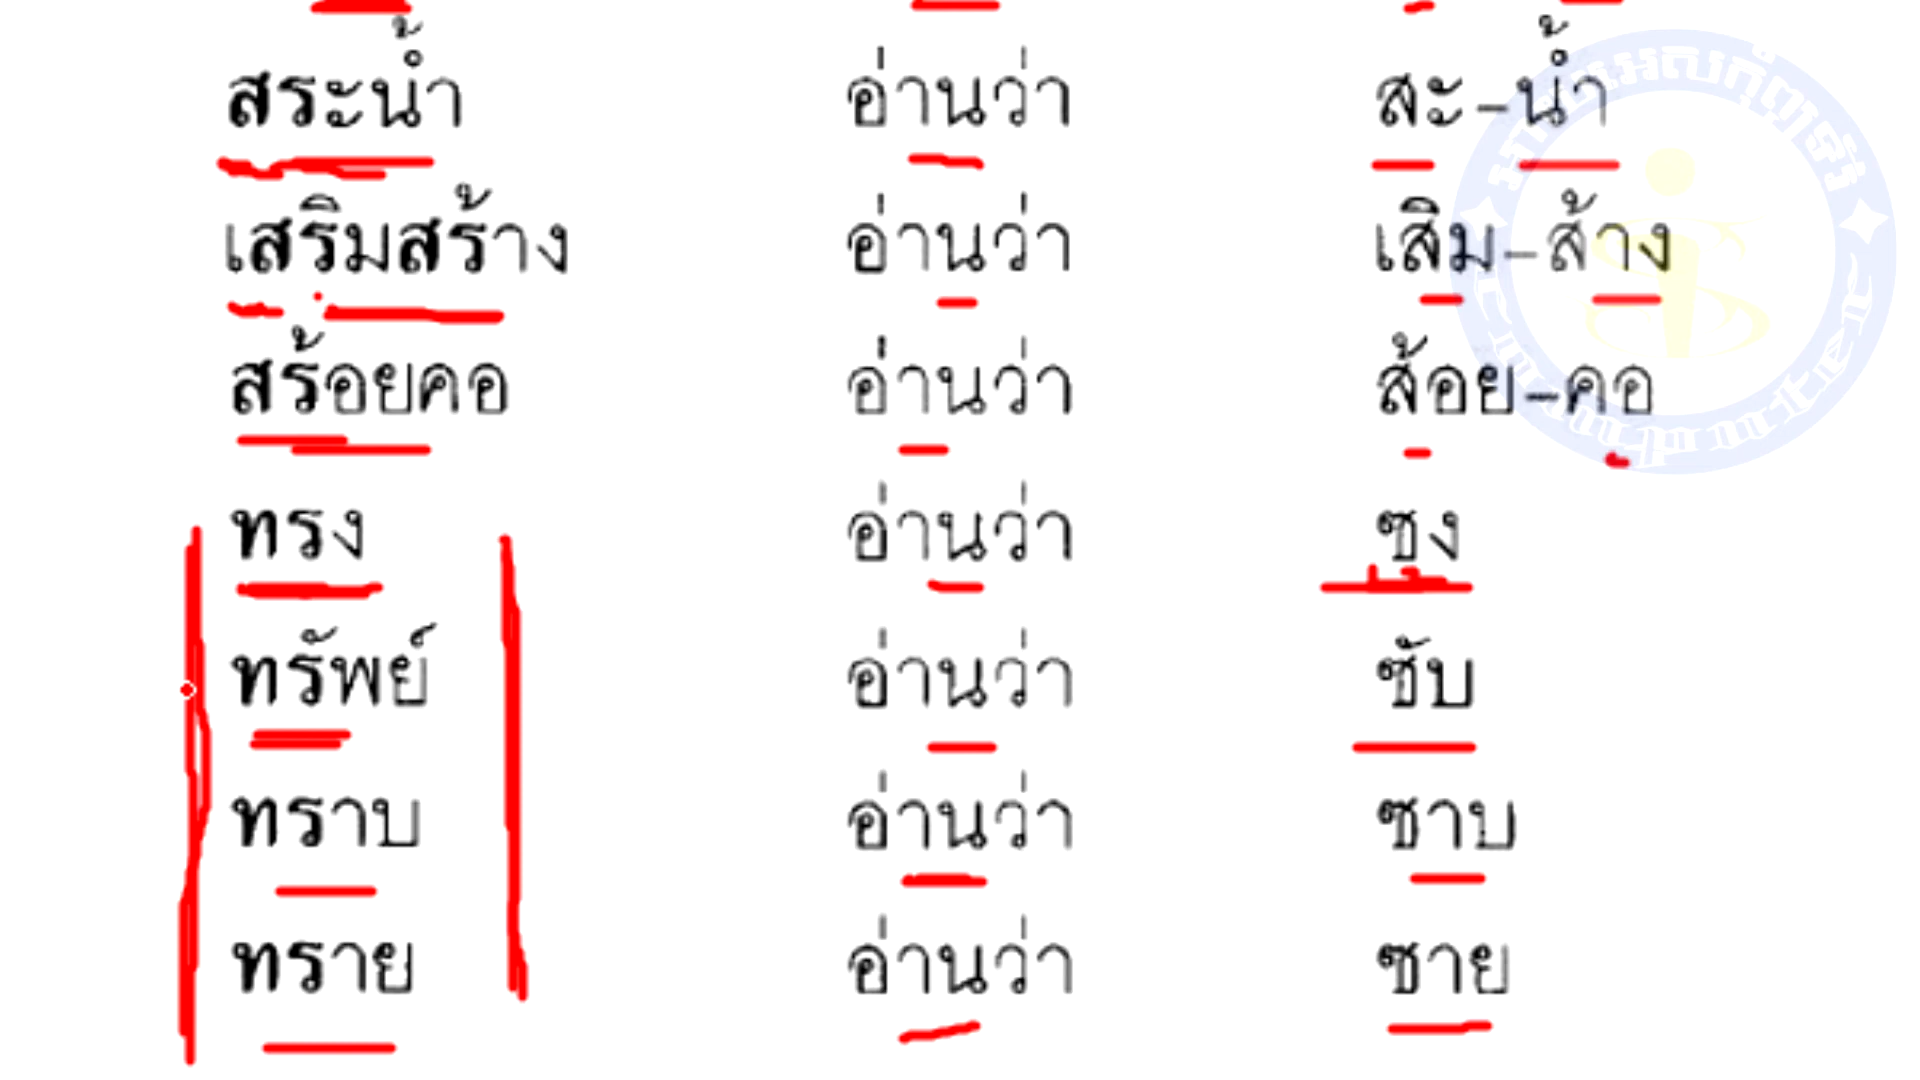 สระน้ำ อ่านว่า สะ-น้ำ
เสริมสร้าง อ่านว่า เสิม-ส้าง
สร้อยคอ อ่านว่า ส้อย-คอ
ทรง อ่านว่า ซง
ทรัพย์ อ่านว่า ซับ
ทราบ อ่านว่า ซาบ
ทราย อ่านว่า ซาย